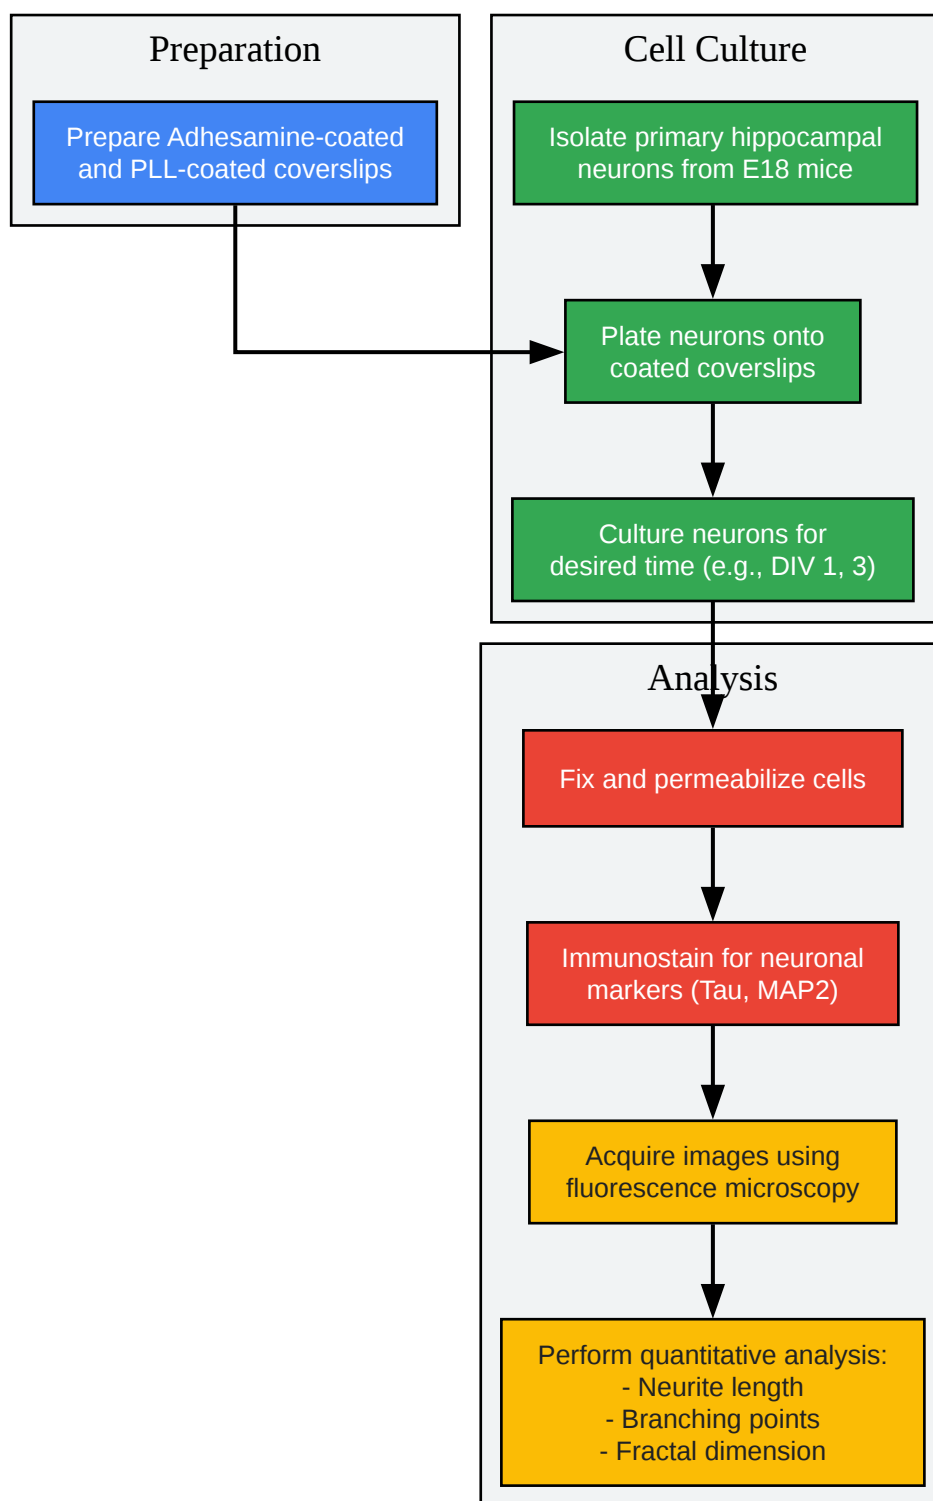 Preparation
Prepare Adhesamine-coated
and PLL-coated coverslips
Cell Culture
Isolate primary hippocampal
neurons from E18 mice
Plate neurons onto
coated coverslips
Culture neurons for
desired time (e.g., DIV 1, 3)
Analysis
Fix and permeabilize cells
Immunostain for neuronal
markers (Tau, MAP2)
Acquire images using
fluorescence microscopy
Perform quantitative analysis:
- Neurite length
- Branching points
- Fractal dimension